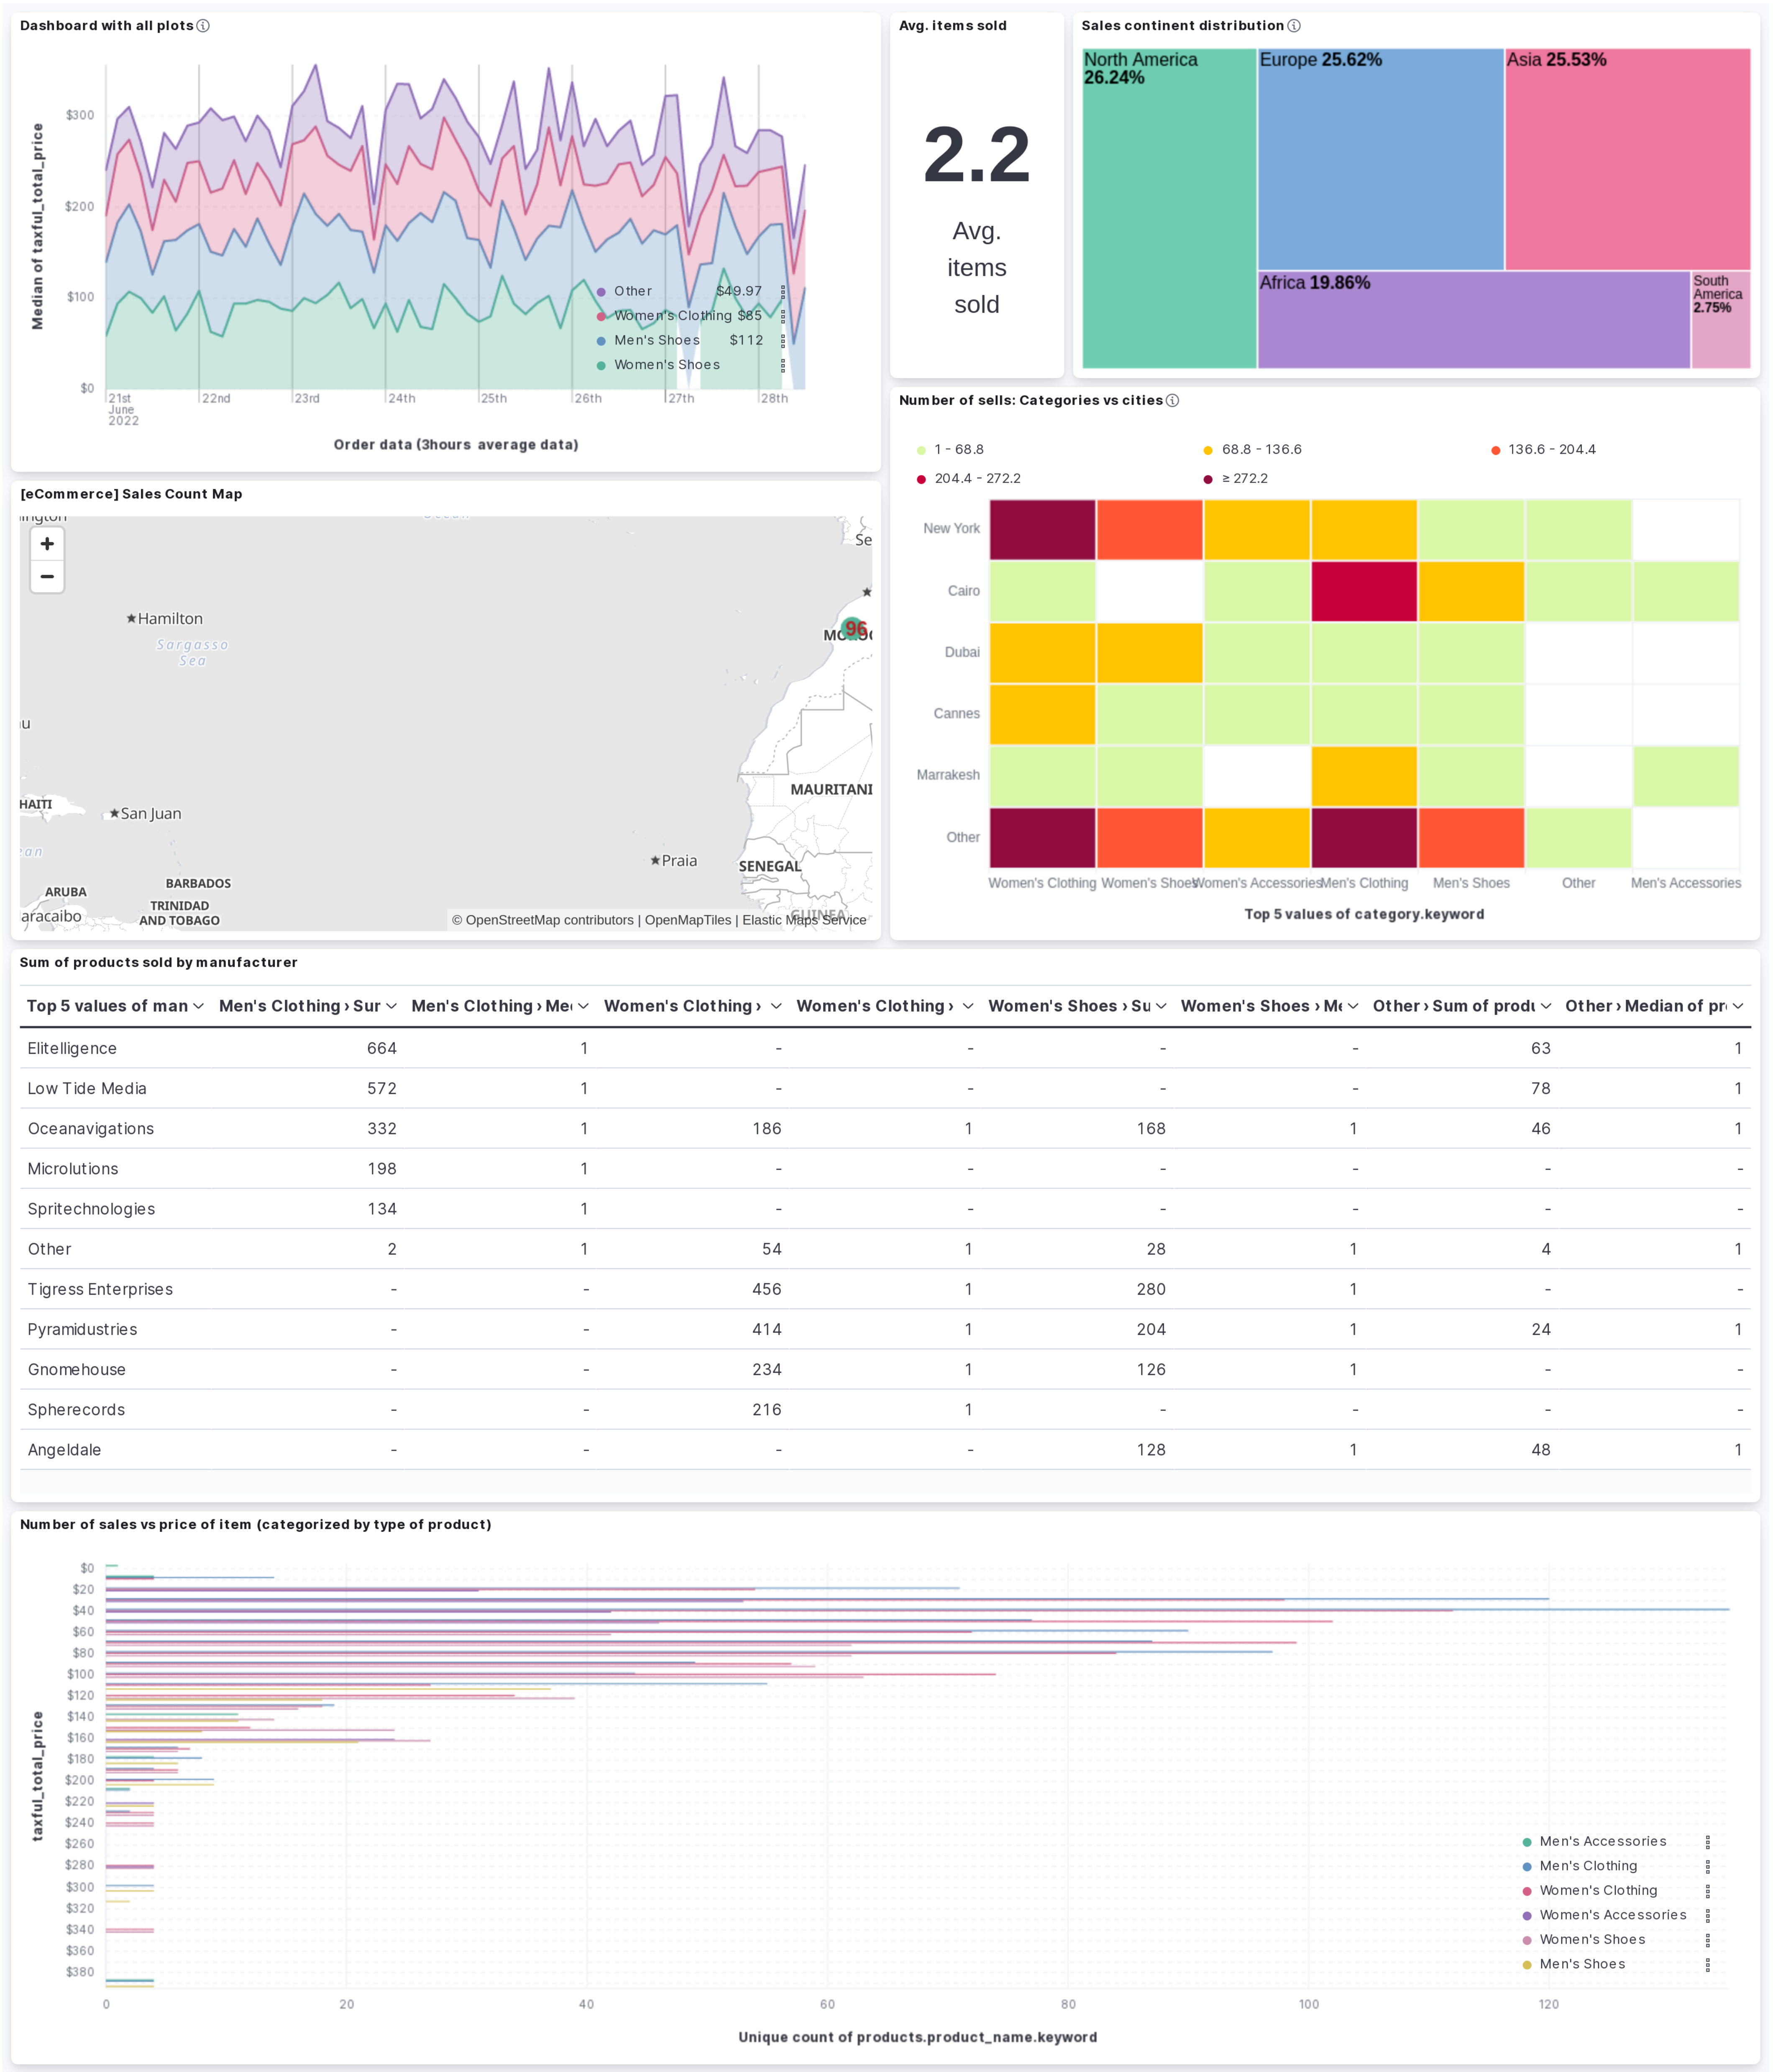 Dashboard with all plots
Median of taxful_total_price
$300
$200
$100
$0
Other $49.97
Women's Clothing $85
Men's Shoes $112
Women's Shoes
21st 22nd 23rd 24th 25th 26th 27th 28th
June
2022
Order data (3hours average data)
Avg. items sold
2.2
Avg.
items
sold
Sales continent distribution
North America
26.24%
Europe 25.62%
Asia 25.53%
Africa 19.86%
South
America
2.75%
[eCommerce] Sales Count Map
+
−
Hamilton
Sargasso
Sea
96
San Juan
HAITI
MAURITANI
Praia
SENEGAL
BARBADOS
ARUBA
TRINIDAD
AND TOBAGO
aracaibo
GUINEA
© OpenStreetMap contributors | OpenMapTiles | Elastic Maps Service
Number of sells: Categories vs cities
1 - 68.8 68.8 - 136.6 136.6 - 204.4
204.4 - 272.2 ≥ 272.2
New York
Cairo
Dubai
Cannes
Marrakesh
Other
Women's Clothing Women's Shoes Women's Accessories Men's Clothing Men's Shoes Other Men's Accessories
Top 5 values of category.keyword
Sum of products sold by manufacturer
Top 5 values of man Men's Clothing › Sur Men's Clothing › Me Women's Clothing › Women's Clothing › Women's Shoes › Su Women's Shoes › Me Other › Sum of produ Other › Median of pr
Elitelligence 664 1 - - - - 63 1
Low Tide Media 572 1 - - - - 78 1
Oceanavigations 332 1 186 1 168 1 46 1
Microlutions 198 1 - - - - - -
Spritechnologies 134 1 - - - - - -
Other 2 1 54 1 28 1 4 1
Tigress Enterprises - - 456 1 280 1 - -
Pyramidustries - - 414 1 204 1 24 1
Gnomehouse - - 234 1 126 1 - -
Spherecords - - 216 1 - - - -
Angeldale - - - - 128 1 48 1
Number of sales vs price of item (categorized by type of product)
taxful_total_price
$0
$20
$40
$60
$80
$100
$120
$140
$160
$180
$200
$220
$240
$260
$280
$300
$320
$340
$360
$380
Men's Accessories
Men's Clothing
Women's Clothing
Women's Accessories
Women's Shoes
Men's Shoes
0 20 40 60 80 100 120
Unique count of products.product_name.keyword